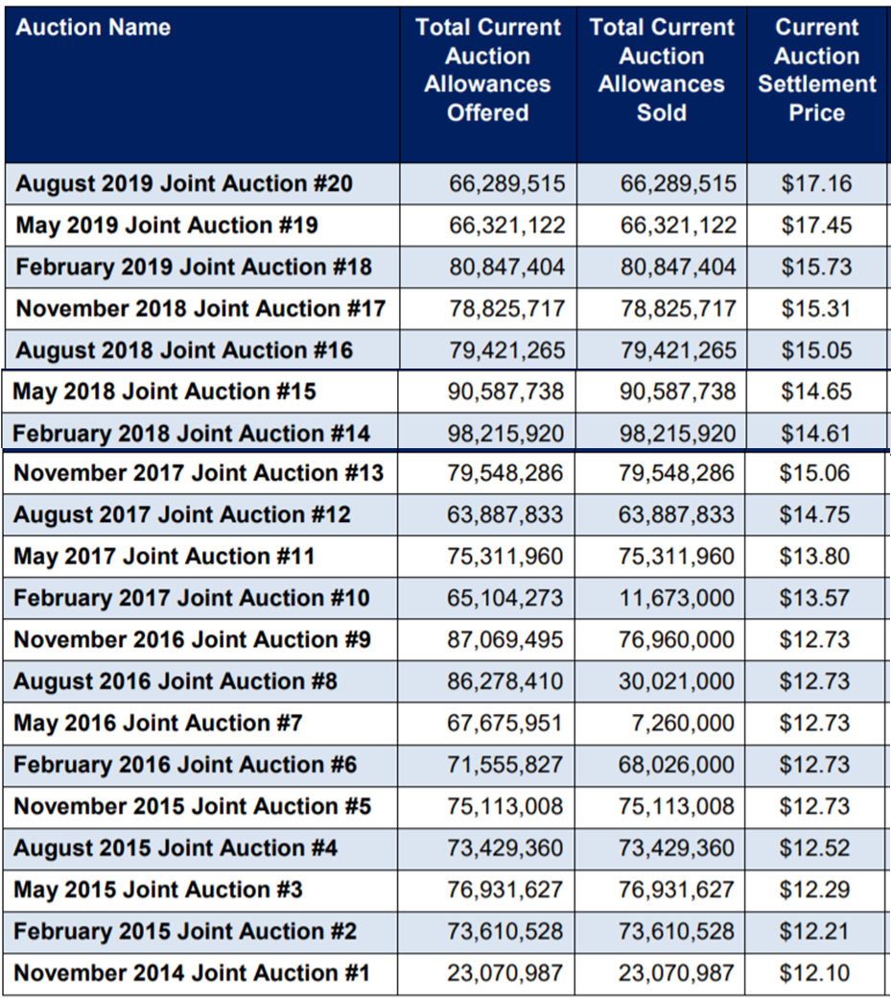 Auction Name Total Current Auction Allowances Offered Total Current Auction Allowances Sold Current Auction Settlement Price
August 2019 Joint Auction #20 66,289,515 66,289,515 $17.16
May 2019 Joint Auction #19 66,321,122 66,321,122 $17.45
February 2019 Joint Auction #18 80,847,404 80,847,404 $15.73
November 2018 Joint Auction #17 78,825,717 78,825,717 $15.31
August 2018 Joint Auction #16 79,421,265 79,421,265 $15.05
May 2018 Joint Auction #15 90,587,738 90,587,738 $14.65
February 2018 Joint Auction #14 98,215,920 98,215,920 $14.61
November 2017 Joint Auction #13 79,548,286 79,548,286 $15.06
August 2017 Joint Auction #12 63,887,833 63,887,833 $14.75
May 2017 Joint Auction #11 75,311,960 75,311,960 $13.80
February 2017 Joint Auction #10 65,104,273 11,673,000 $13.57
November 2016 Joint Auction #9 87,069,495 76,960,000 $12.73
August 2016 Joint Auction #8 86,278,410 30,021,000 $12.73
May 2016 Joint Auction #7 67,675,951 7,260,000 $12.73
February 2016 Joint Auction #6 71,555,827 68,026,000 $12.73
November 2015 Joint Auction #5 75,113,008 75,113,008 $12.73
August 2015 Joint Auction #4 73,429,360 73,429,360 $12.52
May 2015 Joint Auction #3 76,931,627 76,931,627 $12.29
February 2015 Joint Auction #2 73,610,528 73,610,528 $12.21
November 2014 Joint Auction #1 23,070,987 23,070,987 $12.10